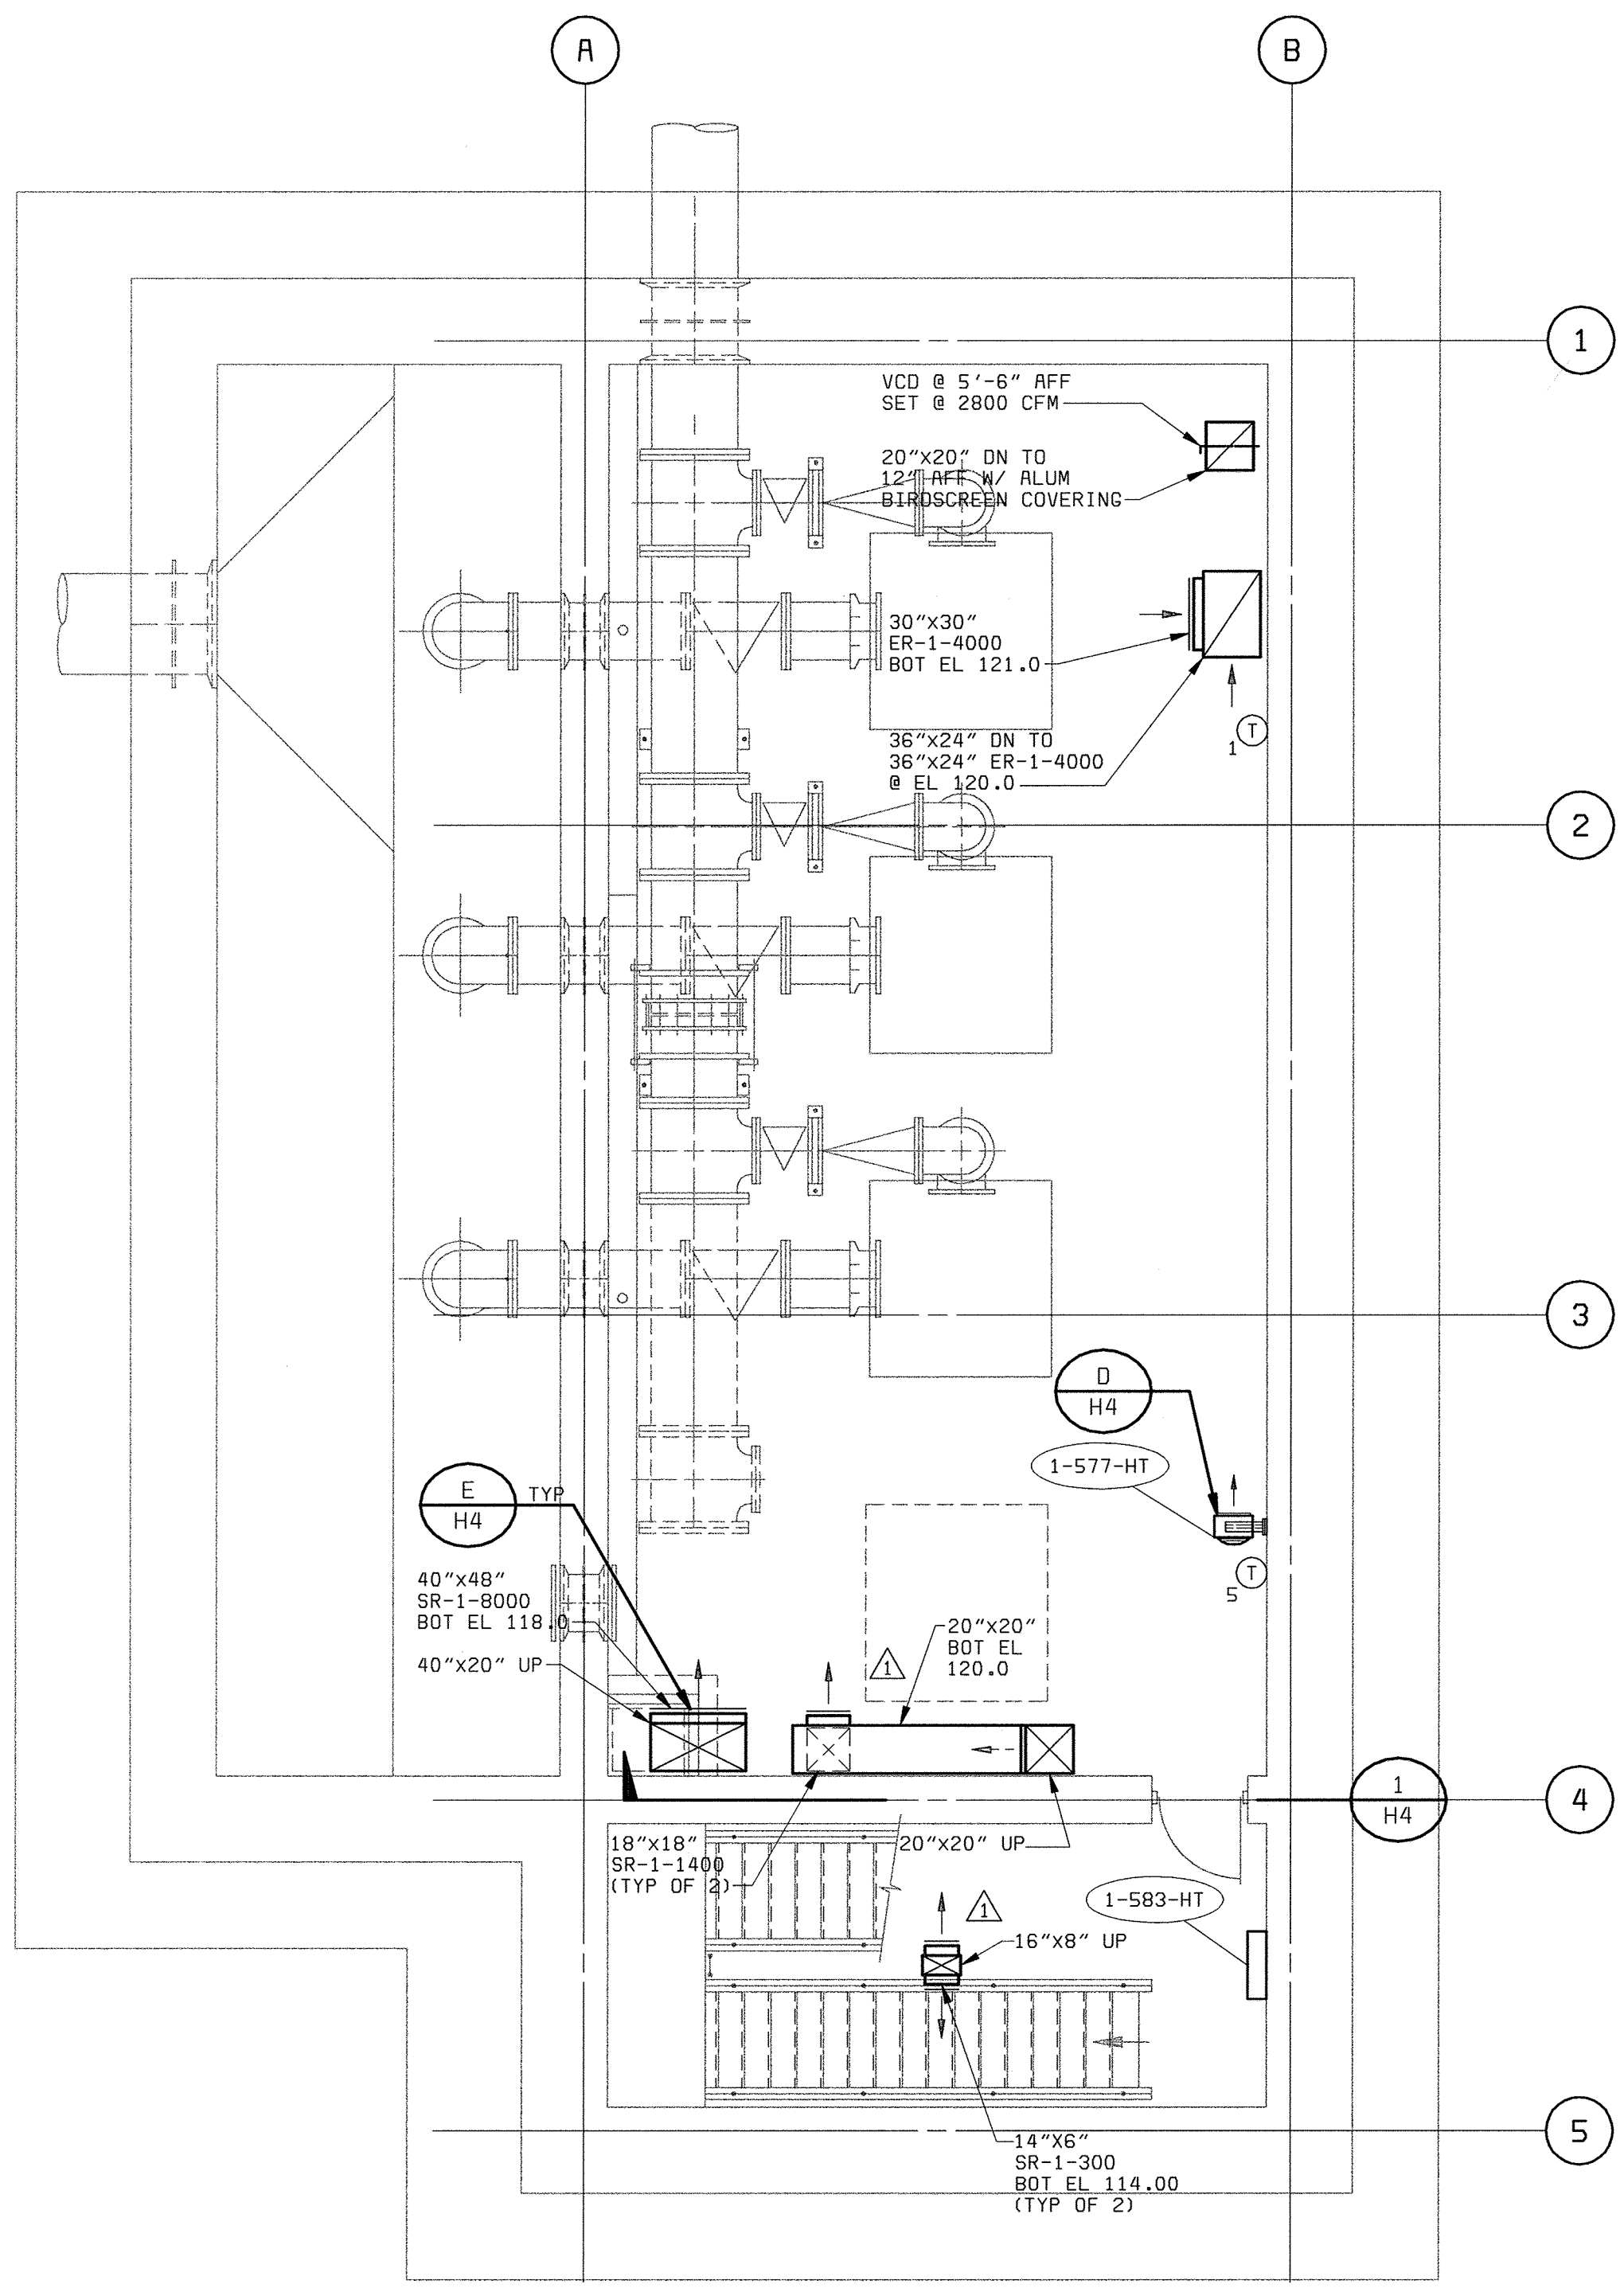 A
B
1
VCD @ 5'-6" AFF
SET @ 2800 CFM
20"x20" DN TO
12" AFF W/ ALUM
BIRDSCREEN COVERING
30"x30"
ER-1-4000
BOT EL 121.0
1 T
36"x24" DN TO
36"x24" ER-1-4000
@ EL 120.0
2
3
D
H4
1-577-HT
E
H4
TYP
T
5
40"x48"
SR-1-8000
BOT EL 118.0
40"x20" UP
1
20"x20"
BOT EL
120.0
1
H4
4
18"x18"
SR-1-1400
(TYP OF 2)
20"x20" UP
1
1-583-HT
16"x8" UP
5
14"X6"
SR-1-300
BOT EL 114.00
(TYP OF 2)